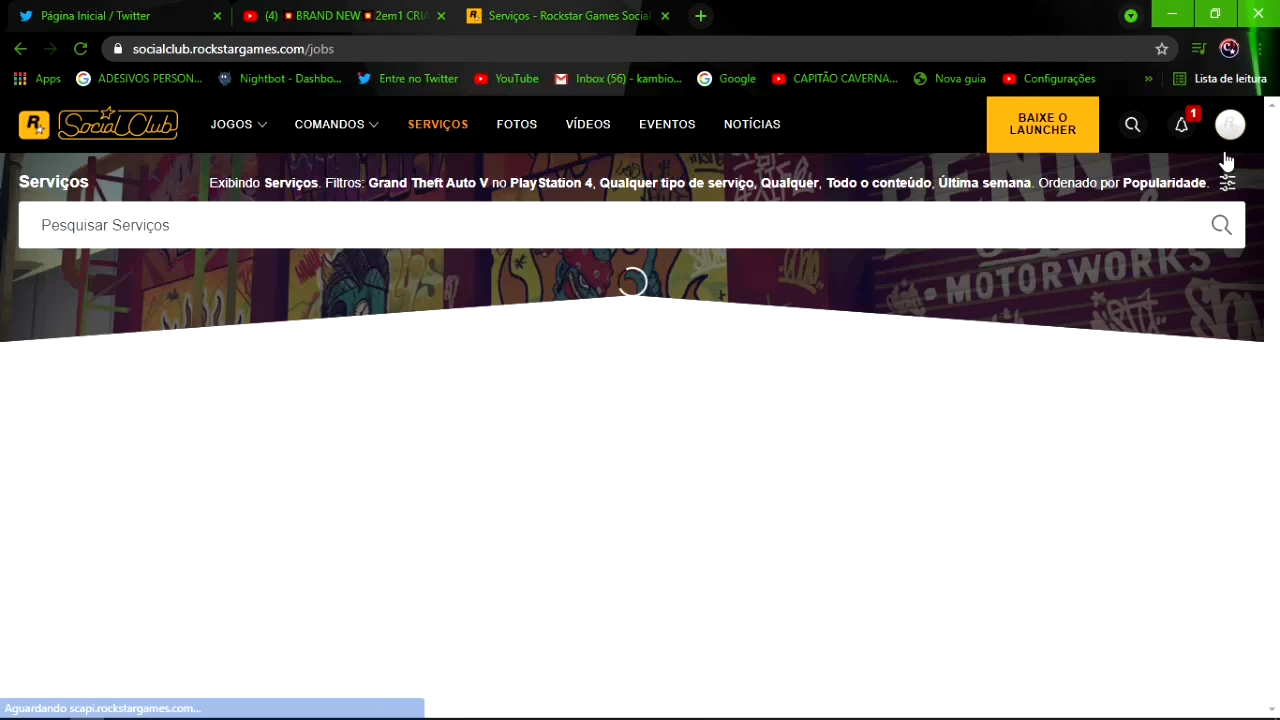 Página Inicial / Twitter
(4) 💥 BRAND NEW 💥 2em1 CRIA
Serviços - Rockstar Games Social
socialclub.rockstargames.com/jobs
Apps
ADESIVOS PERSON...
Nightbot - Dashbo...
Entre no Twitter
YouTube
Inbox (56) - kambio...
Google
CAPITÃO CAVERNA...
Nova guia
Configurações
»
Lista de leitura
R
Social Club
JOGOS
COMANDOS
SERVIÇOS
FOTOS
VÍDEOS
EVENTOS
NOTÍCIAS
BAIXE O
LAUNCHER
1
Serviços
Exibindo Serviços. Filtros: Grand Theft Auto V no PlayStation 4, Qualquer tipo de serviço, Qualquer, Todo o conteúdo, Última semana. Ordenado por Popularidade.
Pesquisar Serviços
MOTORWORKS
Aguardando scapi.rockstargames.com...